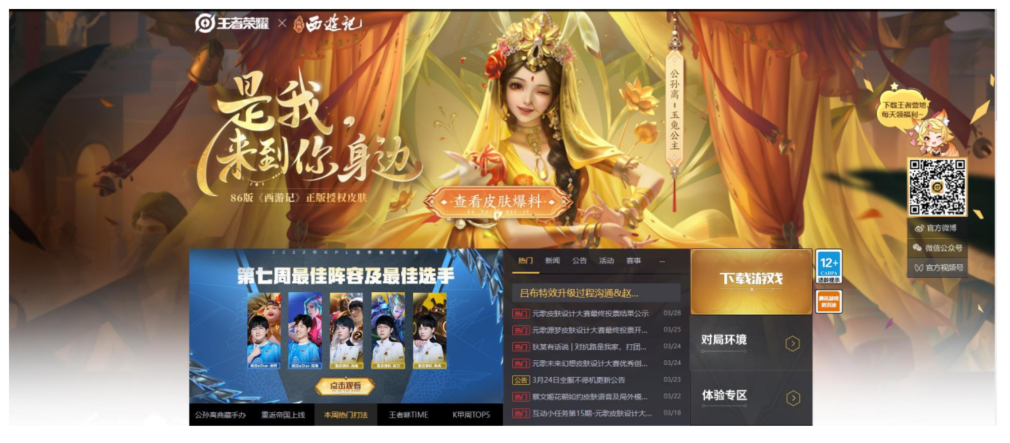 王者荣耀 × 西遊記
是我，
来到你身边
86版《西游记》正版授权皮肤
公孙离-玉兔公主
查看皮肤爆料
下载王者营地
每天领福利~
官方微博
微信公众号
官方视频号
第七周最佳阵容及最佳选手
点击观看
公孙离典藏手办 重返帝国上线 本周热门打法 王者瞬TIME K甲周TOP5
热门 新闻 公告 活动 赛事 ...
吕布特效升级过程沟通&赵...
热门 元歌皮肤设计大赛最终投票结果公示 03/28
热门 元歌源梦皮肤设计大赛最终投票开... 03/25
热门 狄某有话说 | 对抗路是我家，打团... 03/24
热门 元歌未来幻想皮肤设计大赛优秀创... 03/24
公告 3月24日全服不停机更新公告 03/23
热门 蔡文姬花朝如约皮肤语音及局外模... 03/22
热门 互动小任务第15期-元歌皮肤设计大... 03/18
下载游戏
对局环境
体验专区
12+
CADPA
适龄提示